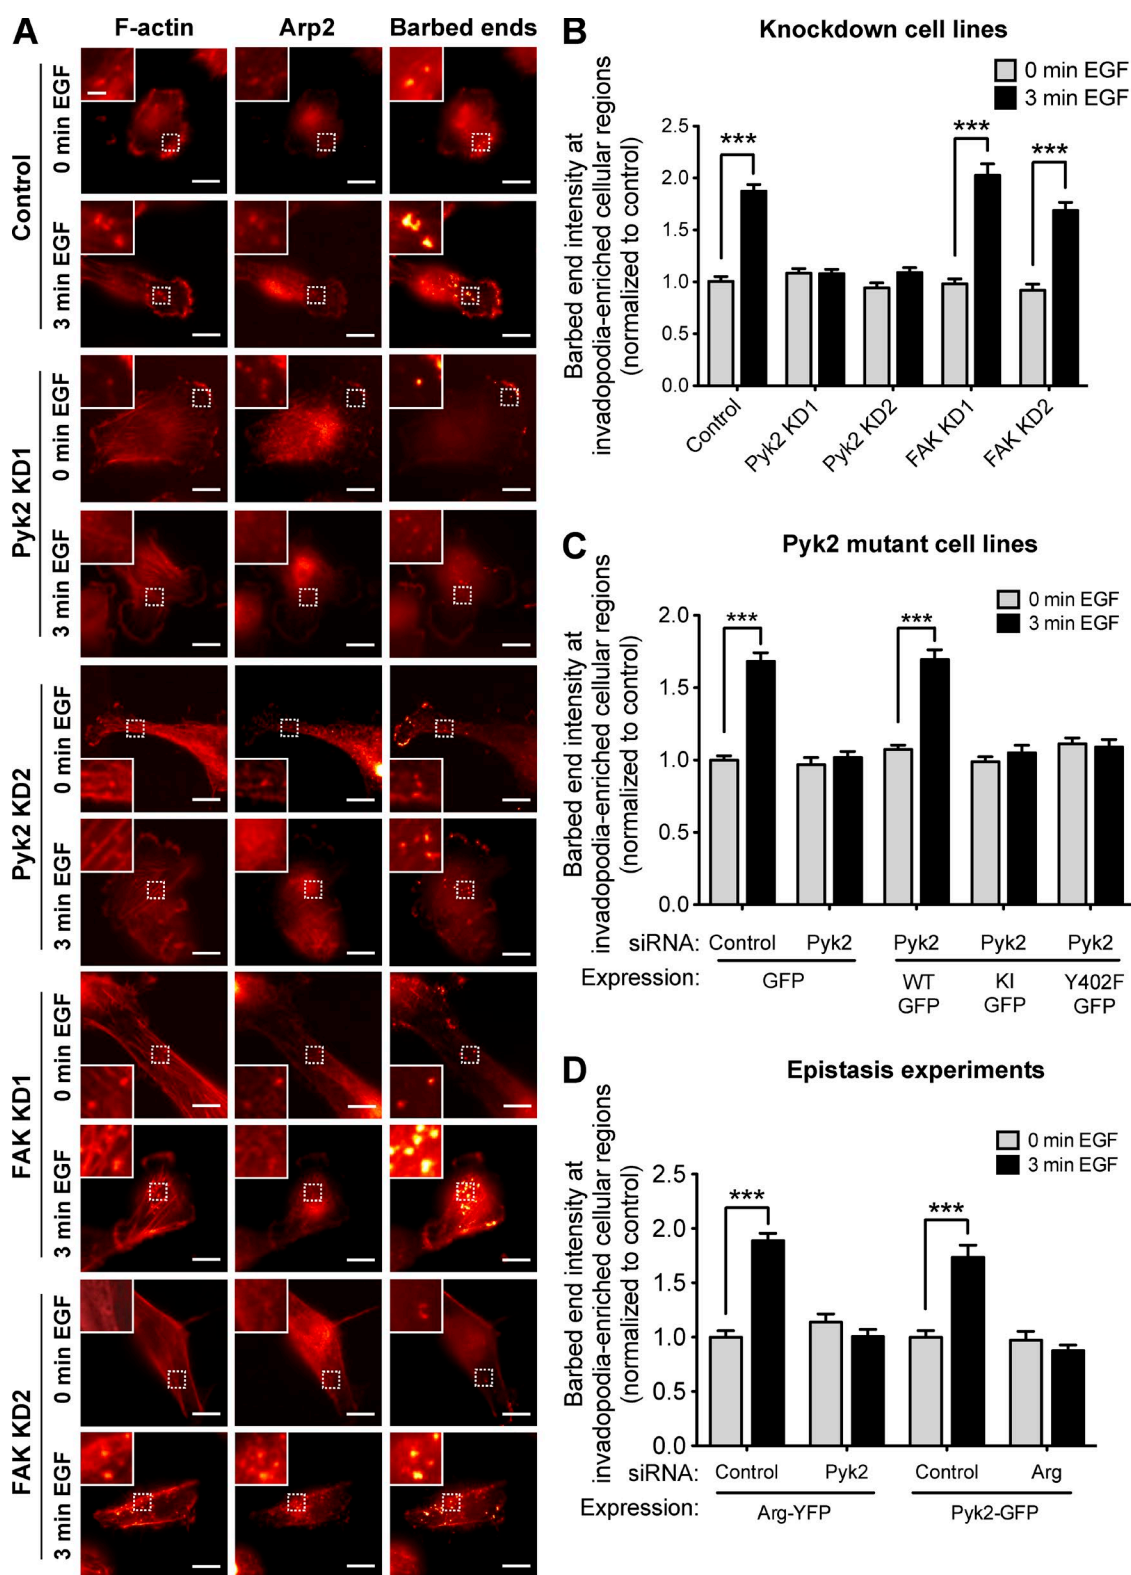 A
F-actin
Arp2
Barbed ends
Control
0 min EGF
3 min EGF
Pyk2 KD1
0 min EGF
3 min EGF
Pyk2 KD2
0 min EGF
3 min EGF
FAK KD1
0 min EGF
3 min EGF
FAK KD2
0 min EGF
3 min EGF
B
Knockdown cell lines
0 min EGF
3 min EGF
Barbed end intensity at
invadopodia-enriched cellular regions
(normalized to control)
2.5
2.0
1.5
1.0
0.5
0.0
***
***
***
Control
Pyk2 KD1
Pyk2 KD2
FAK KD1
FAK KD2
C
Pyk2 mutant cell lines
0 min EGF
3 min EGF
Barbed end intensity at
invadopodia-enriched cellular regions
(normalized to control)
2.0
1.5
1.0
0.5
0.0
***
***
siRNA: Control Pyk2 Pyk2 Pyk2 Pyk2
Expression: GFP WT KI Y402F
GFP GFP GFP
D
Epistasis experiments
0 min EGF
3 min EGF
Barbed end intensity at
invadopodia-enriched cellular regions
(normalized to control)
2.5
2.0
1.5
1.0
0.5
0.0
***
***
siRNA: Control Pyk2 Control Arg
Expression: Arg-YFP Pyk2-GFP